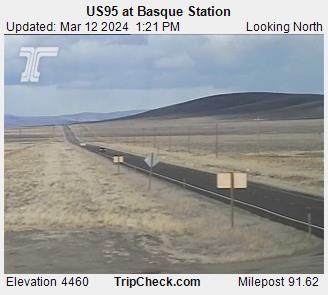 US95 at Basque Station
Updated: Mar 12 2024 1:21 PM Looking North
Elevation 4460 TripCheck.com Milepost 91.62